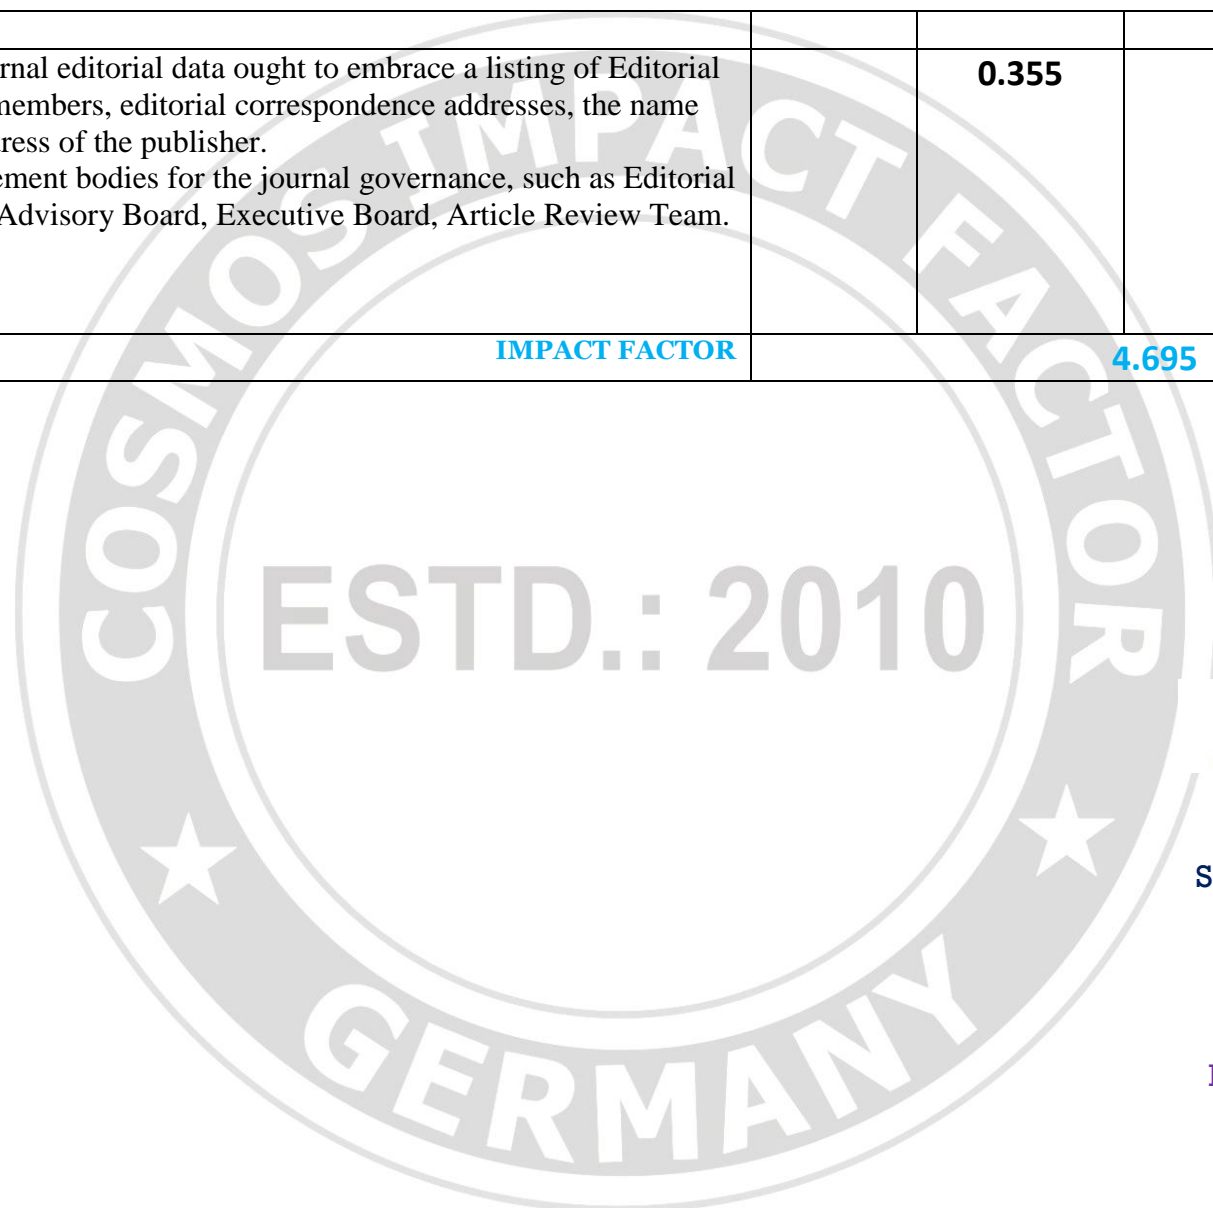 rnal editorial data ought to embrace a listing of Editorial
members, editorial correspondence addresses, the name
ress of the publisher.
ement bodies for the journal governance, such as Editorial
Advisory Board, Executive Board, Article Review Team.
0.355
IMPACT FACTOR
4.695
COSMOS IMPACT FACTOR
ESTD.: 2010
GERMANY
S